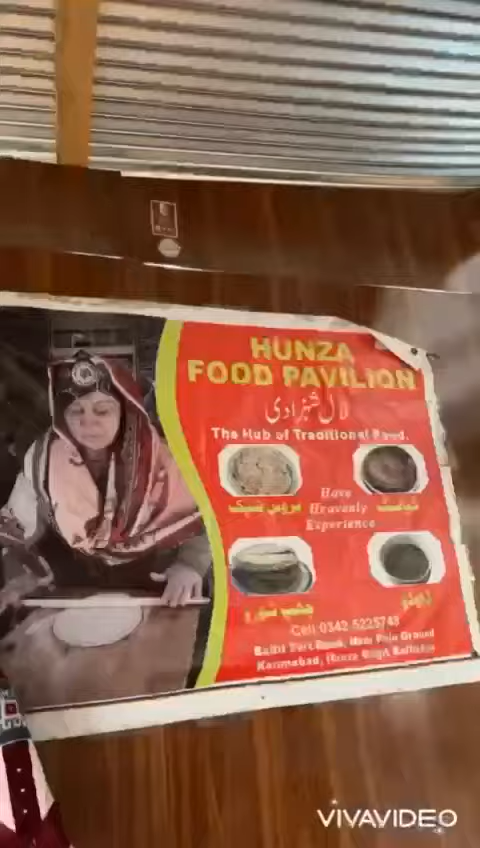 HUNZA
FOOD PAVILION
لال شہزادی
The Hub of Traditional Food.
Have
Heavenly
Experience
Cell:0342-5225748
Baltit Fort Road, Near Polo Ground
Karimabad, Hunza Gilgit Baltistan
VIVAVIDEO